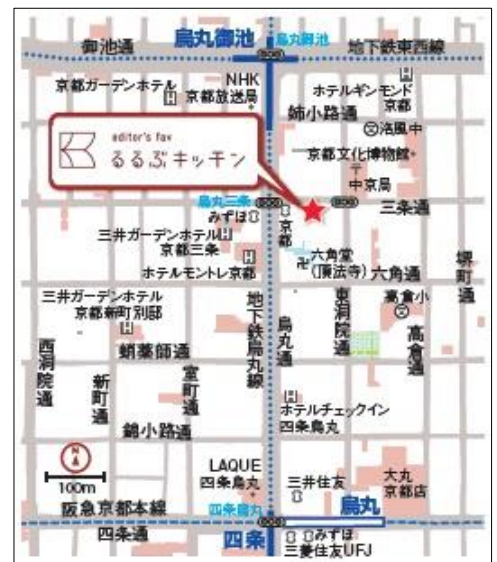 御池通
烏丸御池
烏丸御池
地下鉄東西線
京都ガーデンホテル
NHK
京都放送局
ホテルギンモンド
京都
姉小路通
洛風中
京都文化博物館
中京局
editor's fav
るるぶキッチン
烏丸三条
みずほ
京都
三条通
三井ガーデンホテル
京都三条
ホテルモントレ京都
六角堂
(頂法寺)
六角通
堺町通
三井ガーデンホテル
京都新町別邸
地下鉄烏丸線
烏丸通
東洞院通
高倉小
高倉通
蛸薬師通
西洞院通
新町通
室町通
ホテルチェックイン
四条烏丸
錦小路通
N
100m
LAQUE
四条烏丸
三井住友
大丸
京都店
阪急京都本線
四条烏丸
烏丸
四条通
四条
みずほ
三菱住友UFJ